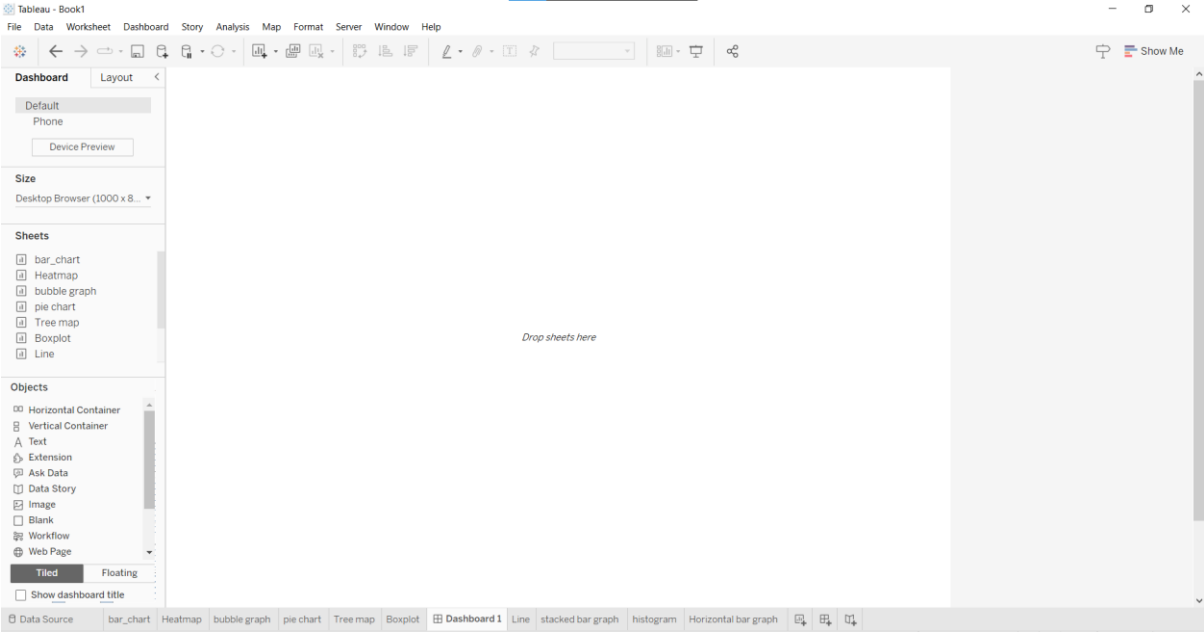 Tableau - Book1
File Data Worksheet Dashboard Story Analysis Map Format Server Window Help
Show Me
Dashboard Layout
Default
Phone
Device Preview
Size
Desktop Browser (1000 x 8...
Sheets
bar_chart
Heatmap
bubble graph
pie chart
Tree map
Boxplot
Line
Drop sheets here
Objects
Horizontal Container
Vertical Container
Text
Extension
Ask Data
Data Story
Image
Blank
Workflow
Web Page
Tiled Floating
Show dashboard title
Data Source bar_chart Heatmap bubble graph pie chart Tree map Boxplot Dashboard 1 Line stacked bar graph histogram Horizontal bar graph